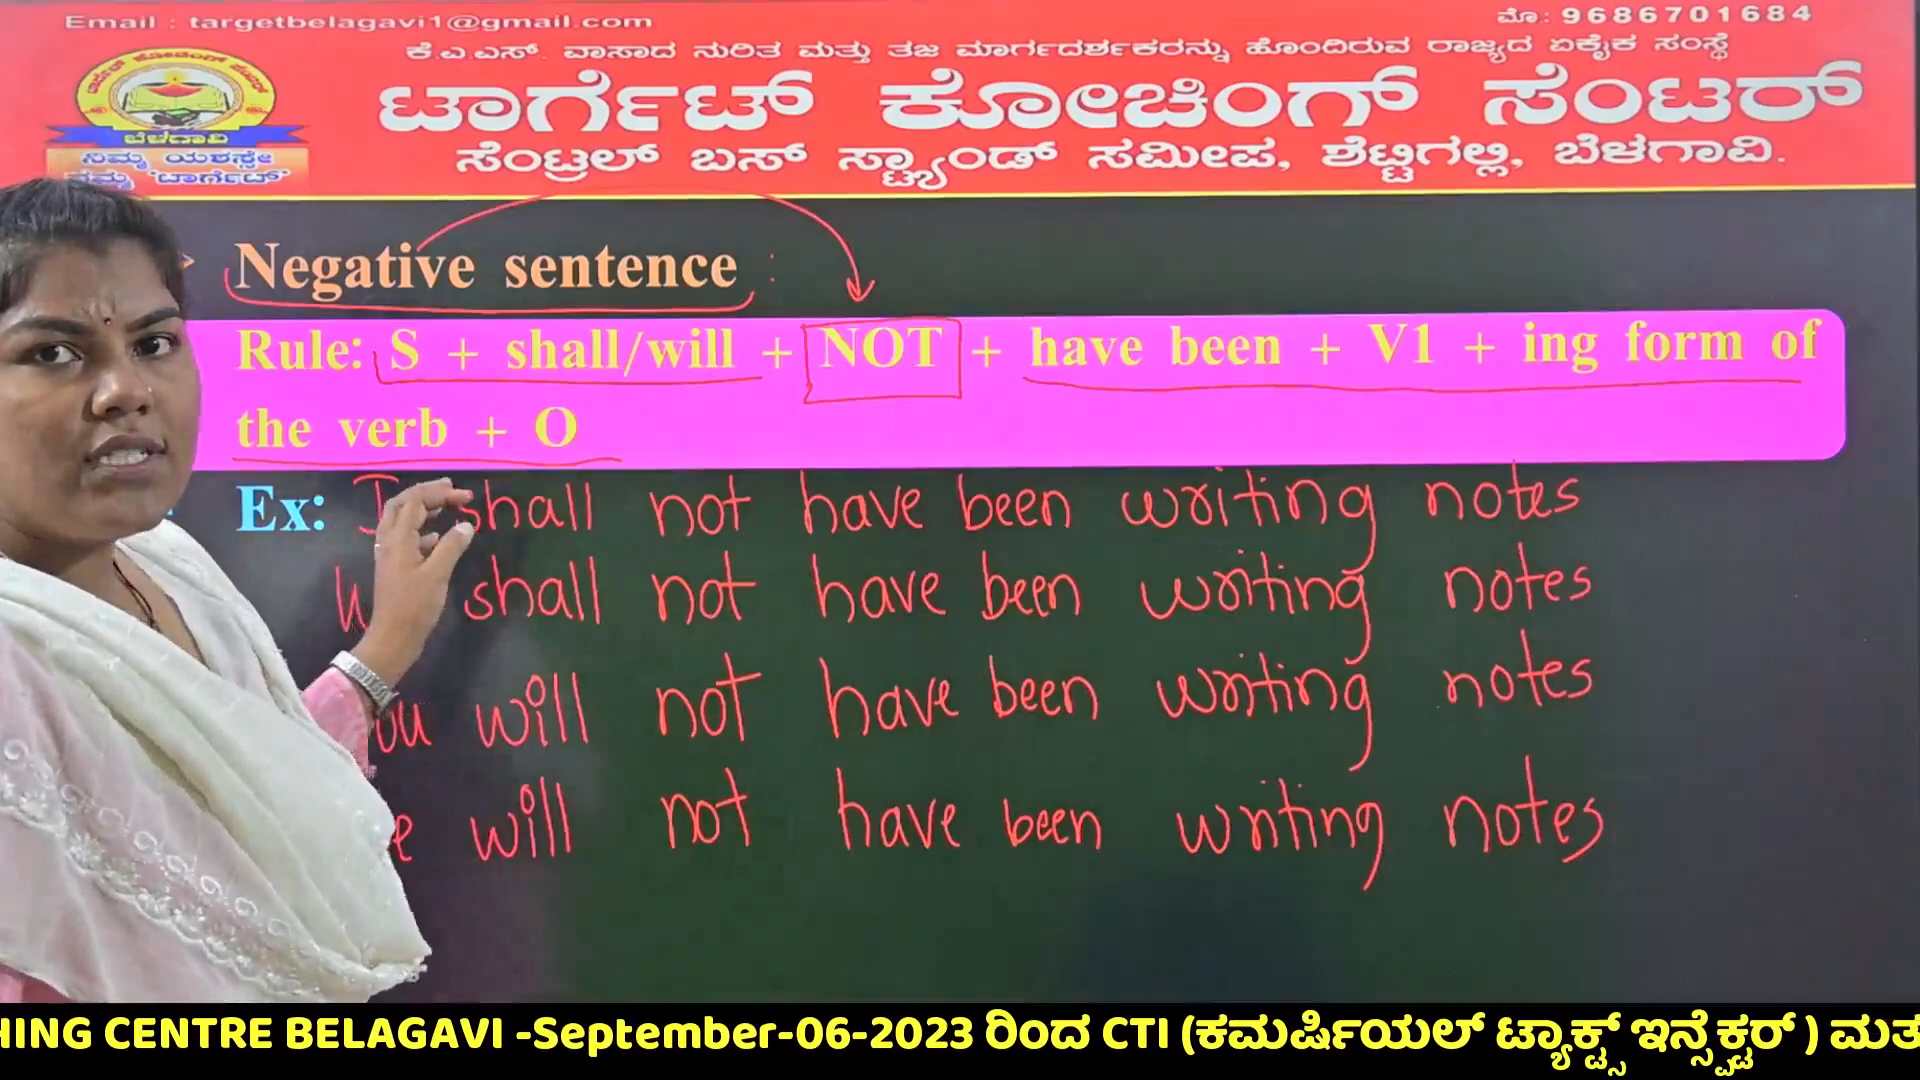 Email : targetbelagavi1@gmail.com
ಮೊ.: 9686701684
ಕೆ.ಎ.ಎಸ್. ವಾಸಾದ ನುರಿತ ಮತ್ತು ತಜ್ಞ ಮಾರ್ಗದರ್ಶಕರನ್ನು ಹೊಂದಿರುವ ರಾಜ್ಯದ ಏಕೈಕ ಸಂಸ್ಥೆ
ಟಾರ್ಗೆಟ್ ಕೋಚಿಂಗ್ ಸೆಂಟರ್
ಸೆಂಟ್ರಲ್ ಬಸ್ ಸ್ಟ್ಯಾಂಡ್ ಸಮೀಪ, ಶೆಟ್ಟಿಗಲ್ಲಿ, ಬೆಳಗಾವಿ.
ಬೆಳಗಾವಿ
ನಿಮ್ಮ ಯಶಸ್ಸೇ
ನಮ್ಮ 'ಟಾರ್ಗೆಟ್'
Negative sentence :
Rule: S + shall/will + NOT + have been + V1 + ing form of
the verb + O
Ex: I shall not have been writing notes
shall not have been writing notes
ou will not have been writing notes
e will not have been writing notes
HING CENTRE BELAGAVI -September-06-2023 ರಿಂದ CTI (ಕಮರ್ಷಿಯಲ್ ಟ್ಯಾಕ್ಸ್ ಇನ್ಸ್ಪೆಕ್ಟರ್ ) ಮತ